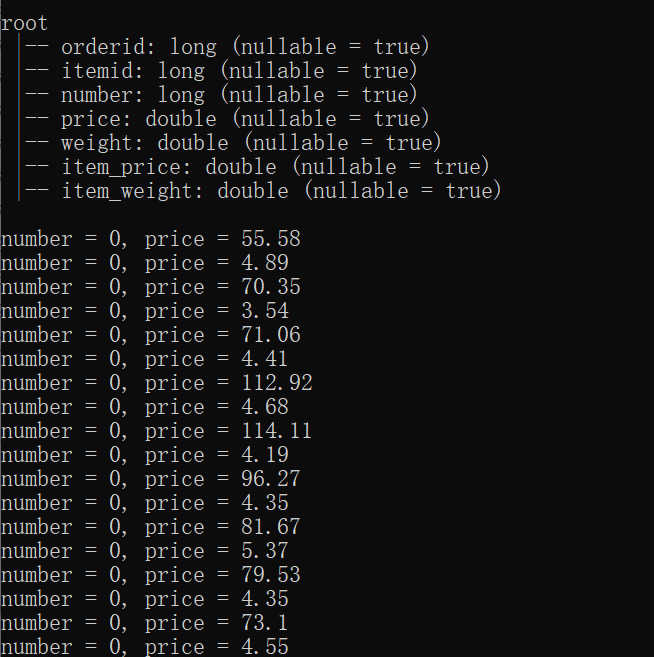 root
 |-- orderid: long (nullable = true)
 |-- itemid: long (nullable = true)
 |-- number: long (nullable = true)
 |-- price: double (nullable = true)
 |-- weight: double (nullable = true)
 |-- item_price: double (nullable = true)
 |-- item_weight: double (nullable = true)
number = 0, price = 55.58
number = 0, price = 4.89
number = 0, price = 70.35
number = 0, price = 3.54
number = 0, price = 71.06
number = 0, price = 4.41
number = 0, price = 112.92
number = 0, price = 4.68
number = 0, price = 114.11
number = 0, price = 4.19
number = 0, price = 96.27
number = 0, price = 4.35
number = 0, price = 81.67
number = 0, price = 5.37
number = 0, price = 79.53
number = 0, price = 4.35
number = 0, price = 73.1
number = 0, price = 4.55